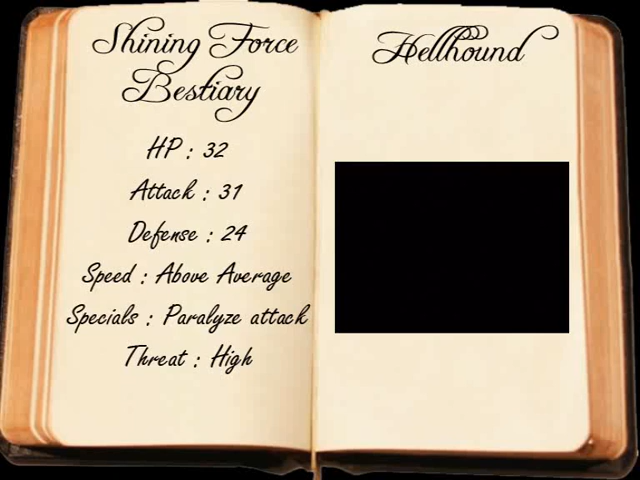 Shining Force
Bestiary
HP : 32
Attack : 31
Defense : 24
Speed : Above Average
Specials : Paralyze attack
Threat : High
Hellhound